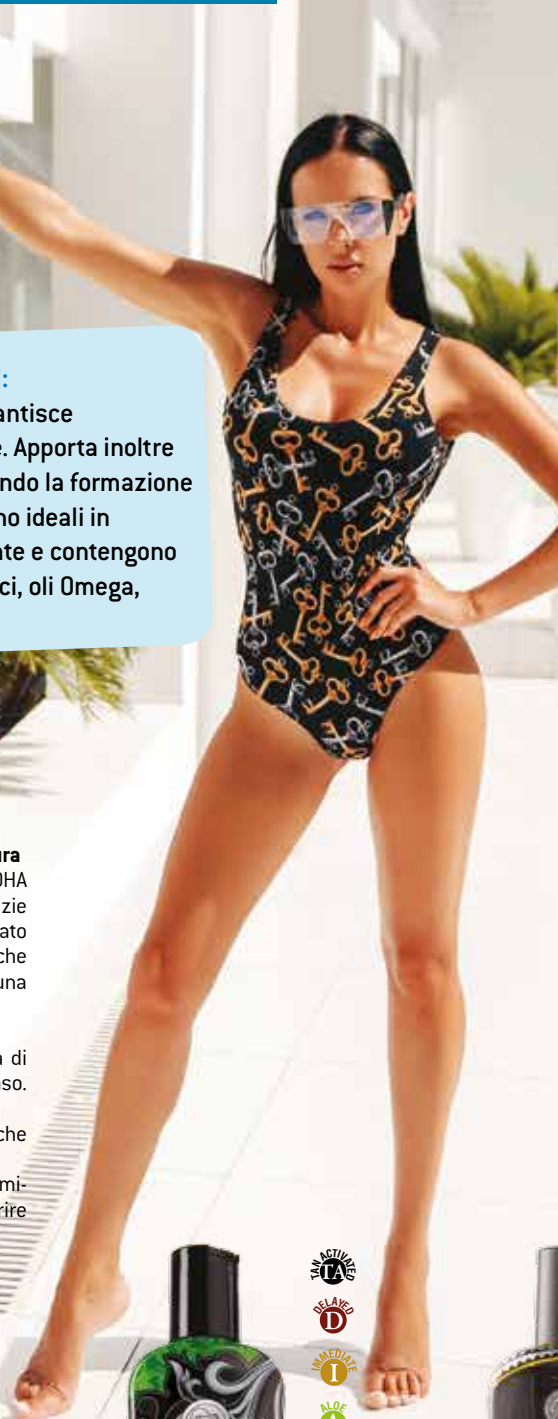 :
antisce
e. Apporta inoltre
ndo la formazione
no ideali in
nte e contengono
ci, oli Omega,
ura
DHA
zie
ato
che
una
a di
so.
che
mi-
rire
TAN ACTIVATED
TA
DELAYED
D
IMMEDIATE
I
ALOE